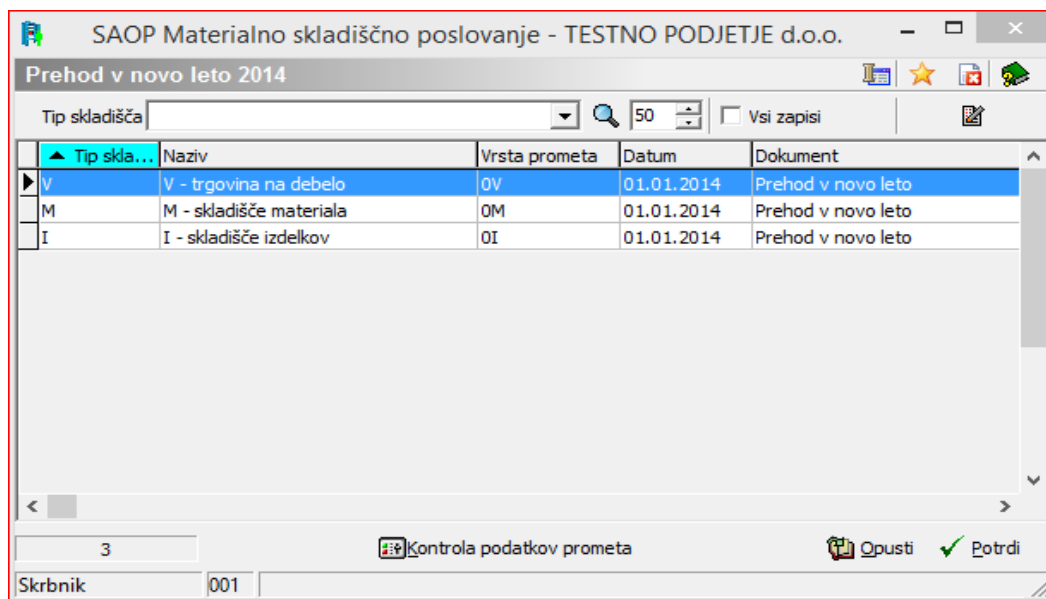 SAOP Materialno skladiščno poslovanje - TESTNO PODJETJE d.o.o.
Prehod v novo leto 2014
Tip skladišča 50 Vsi zapisi
Tip skla... Naziv Vrsta prometa Datum Dokument
V V - trgovina na debelo 0V 01.01.2014 Prehod v novo leto
M M - skladišče materiala 0M 01.01.2014 Prehod v novo leto
I I - skladišče izdelkov 0I 01.01.2014 Prehod v novo leto
3 Kontrola podatkov prometa Opusti Potrdi
Skrbnik 001